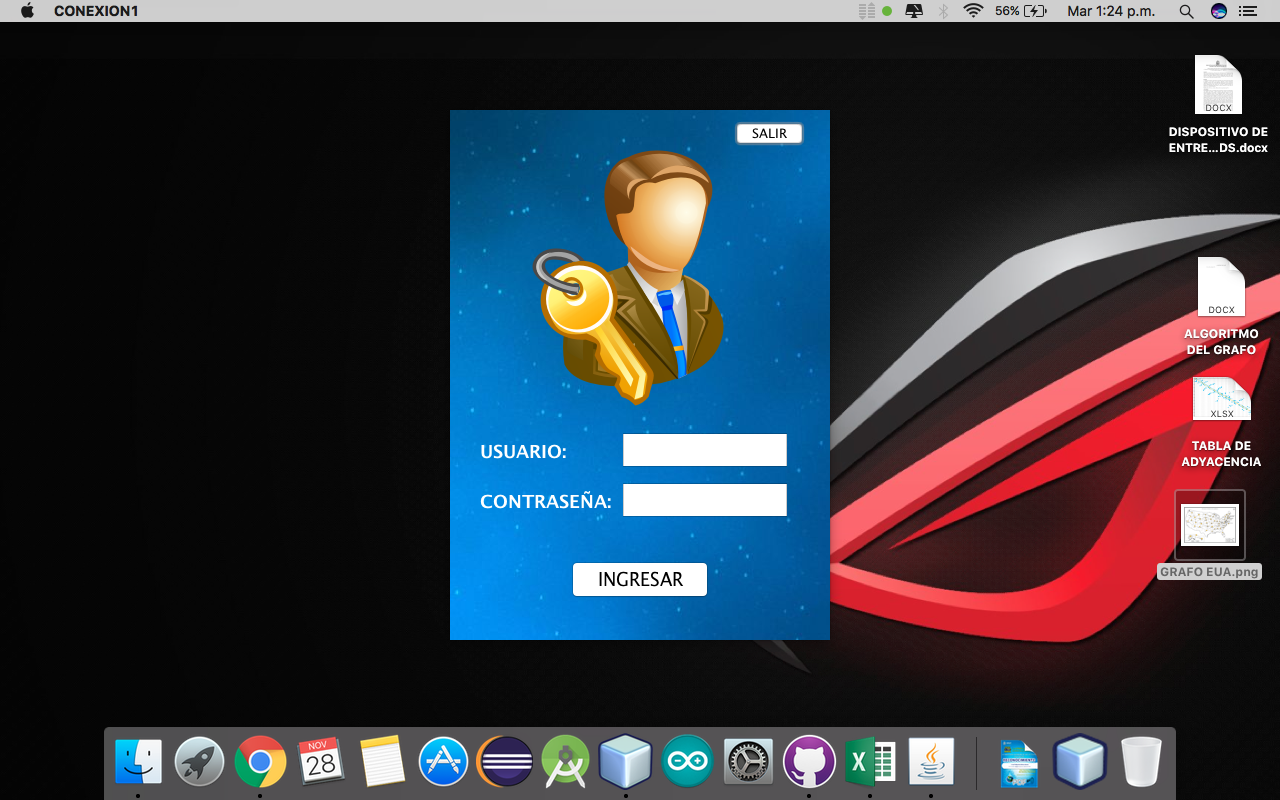 CONEXION1
56%
Mar 1:24 p.m.
SALIR
USUARIO:
CONTRASEÑA:
INGRESAR
DOCX
DISPOSITIVO DE
ENTRE...DS.docx
DOCX
ALGORITMO
DEL GRAFO
XLSX
TABLA DE
ADYACENCIA
GRAFO EUA.png
NOV
28